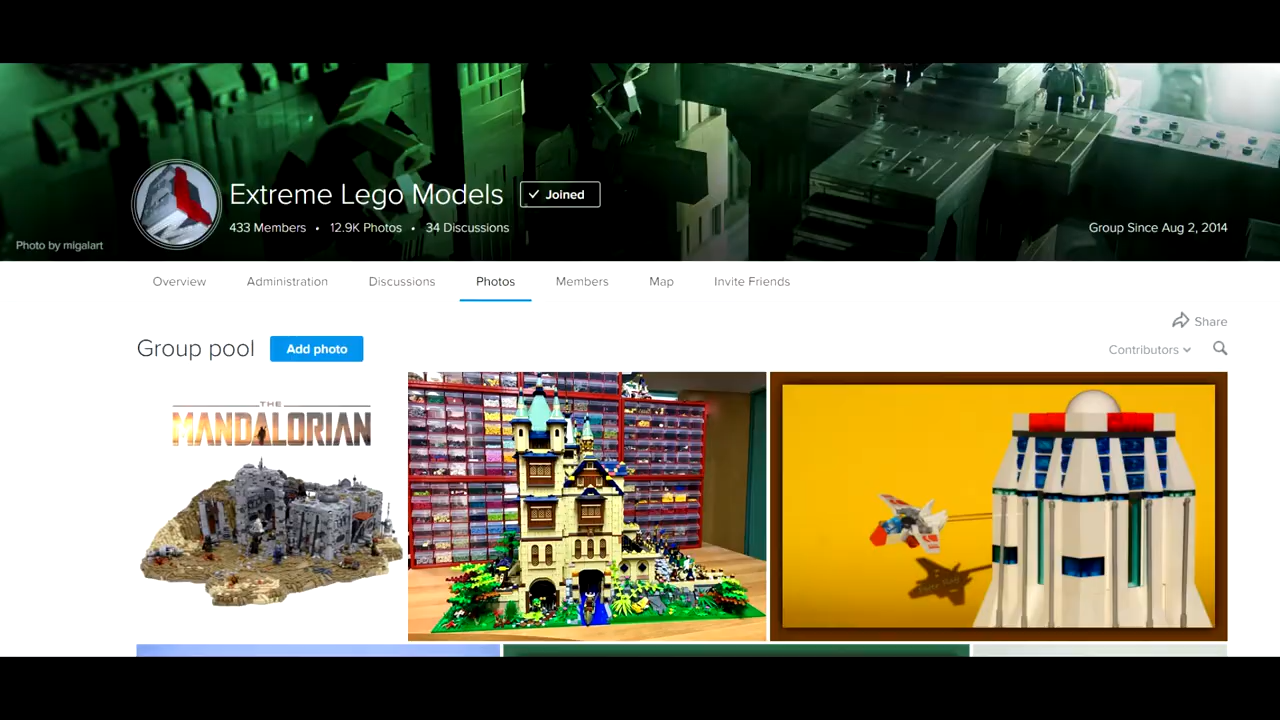 Extreme Lego Models
Joined
433 Members • 12.9K Photos • 34 Discussions
Group Since Aug 2, 2014
Photo by migalart
Overview Administration Discussions Photos Members Map Invite Friends
Share
Group pool
Add photo
Contributors
THE
MANDALORIAN